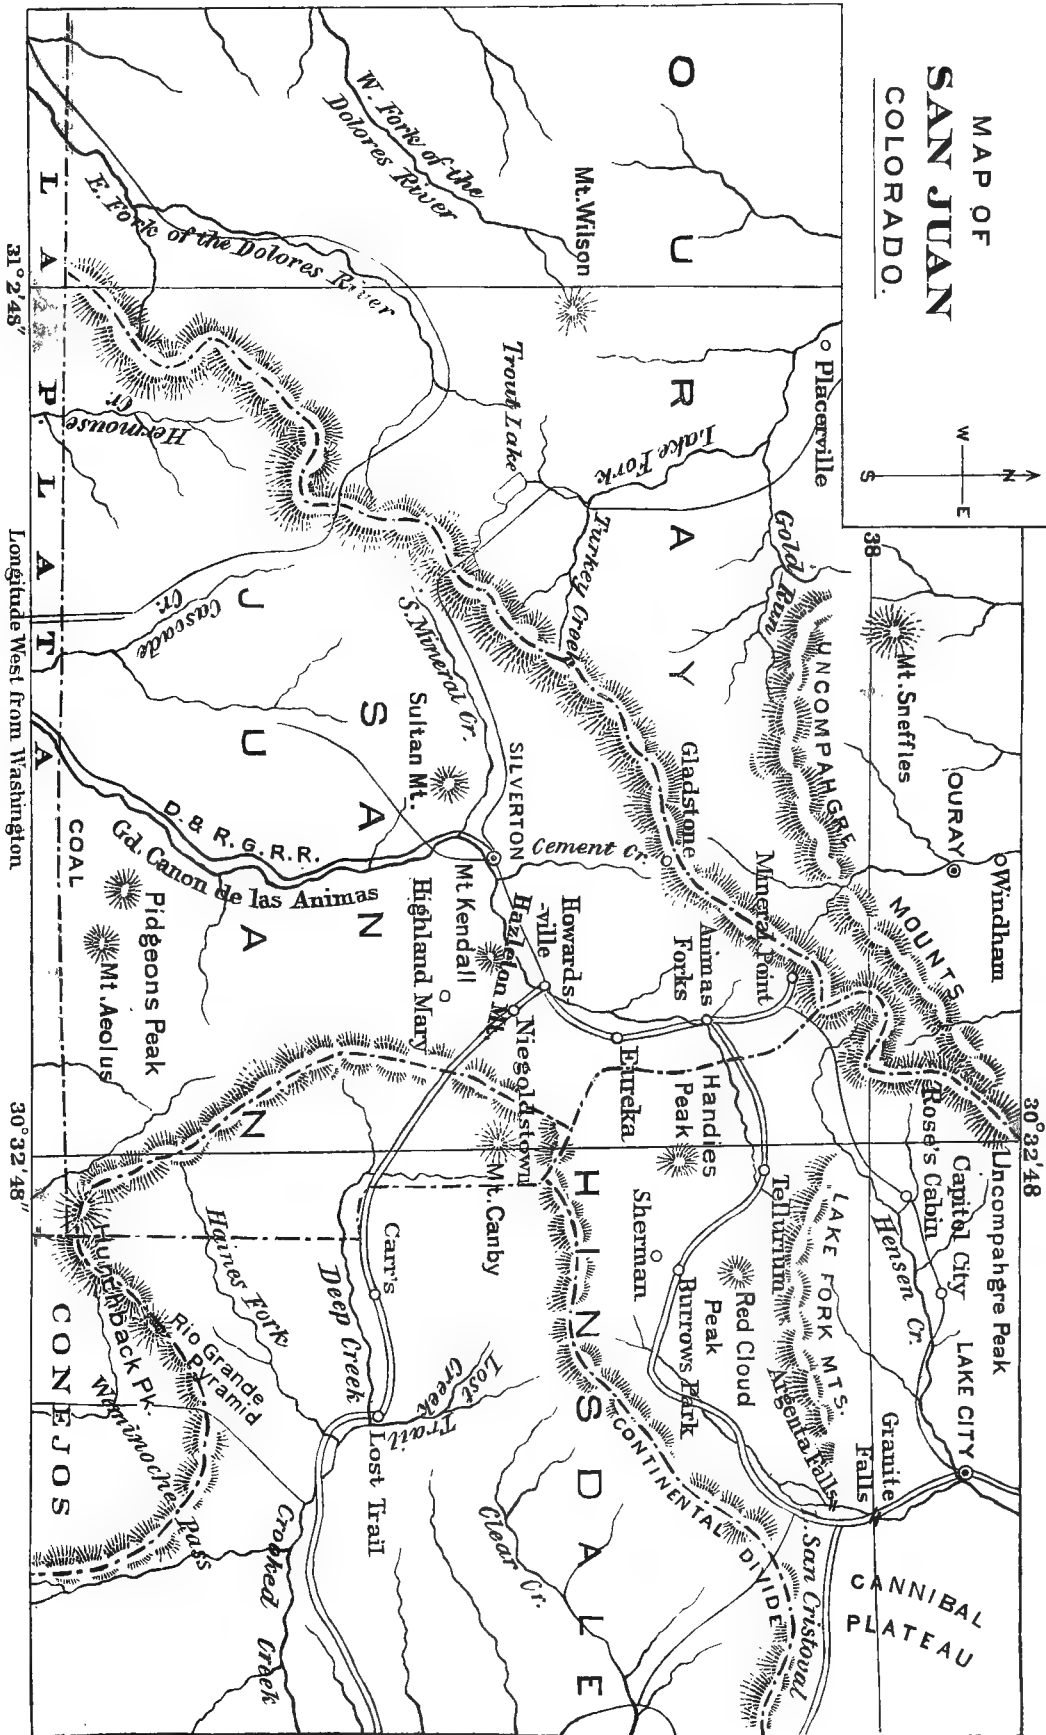 MAP OF
SAN JUAN
COLORADO.
N
W
E
S
38
31°2'48"
Longitude West from Washington
30°32'48"
30°32'48
OURAY
SAN JUAN
HINSDALE
LA PLATA
LA P.
CONEJOS
COAL
W. Fork of the
Dolores River
E. Fork of the Dolores River
Mt. Wilson
Placerville
Trout Lake
Lake Fork
Turkey Creek
Gold Run
Hermouse
Cr.
Cascade
Cr.
S. Mineral Cr.
Sultan Mt.
SILVERTON
Cement Cr.
Gladstone
UNCOMPAHGRE
MOUNTS
Mt. Sneffles
OURAY
Windham
Mineral Point
Animas
Forks
Howards
-ville
Hazleton Mt.
Mt Kendall
Highland Mary
D. & R. G. R. R.
Gd. Canon de las Animas
Pidgeons Peak
Mt. Aeolus
Niegoldstown
Eureka
Handies
Peak
Mt. Canby
Sherman
Tellurium
Burrows Park
Red Cloud
Peak
LAKE FORK MTS.
Argenta Falls
Granite
Falls
LAKE CITY
Capitol City
Rose's Cabin
Hensen Cr.
Uncompahgre Peak
San Cristoval
CANNIBAL
PLATEAU
CONTINENTAL DIVIDE
Carr's
Deep Creek
Lost Trail
Creek
Lost Trail
Clear Cr.
Crooked Creek
Haines Fork
Rio Grande
Pyramid
Hunchback Pk.
Weminoche Pass